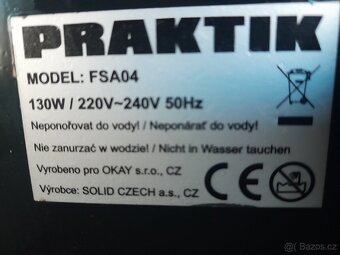 PRAKTIK
MODEL: FSA04
130W / 220V~240V 50Hz
Neponořovat do vody! / Neponárať do vody!
Nie zanurzać w wodzie! / Nicht in Wasser tauchen
Vyrobeno pro OKAY s.r.o., CZ
Výrobce: SOLID CZECH a.s., CZ
CE
Bazos.cz